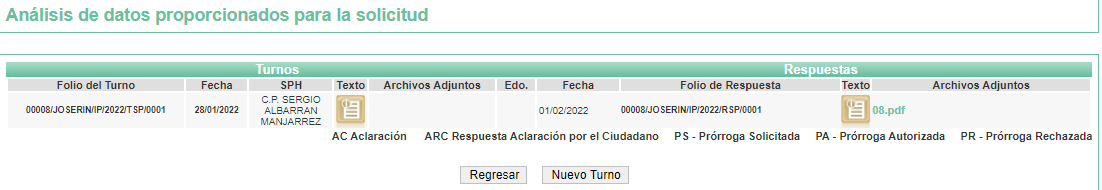 Análisis de datos proporcionados para la solicitud
Turnos Respuestas
Folio del Turno Fecha SPH Texto Archivos Adjuntos Edo. Fecha Folio de Respuesta Texto Archivos Adjuntos
00008/JOSERIN/IP/2022/TSP/0001 28/01/2022 C.P. SERGIO ALBARRAN MANJARREZ 01/02/2022 00008/JOSERIN/IP/2022/RSP/0001 08.pdf
AC Aclaración ARC Respuesta Aclaración por el Ciudadano PS - Prórroga Solicitada PA - Prórroga Autorizada PR - Prórroga Rechazada
Regresar Nuevo Turno